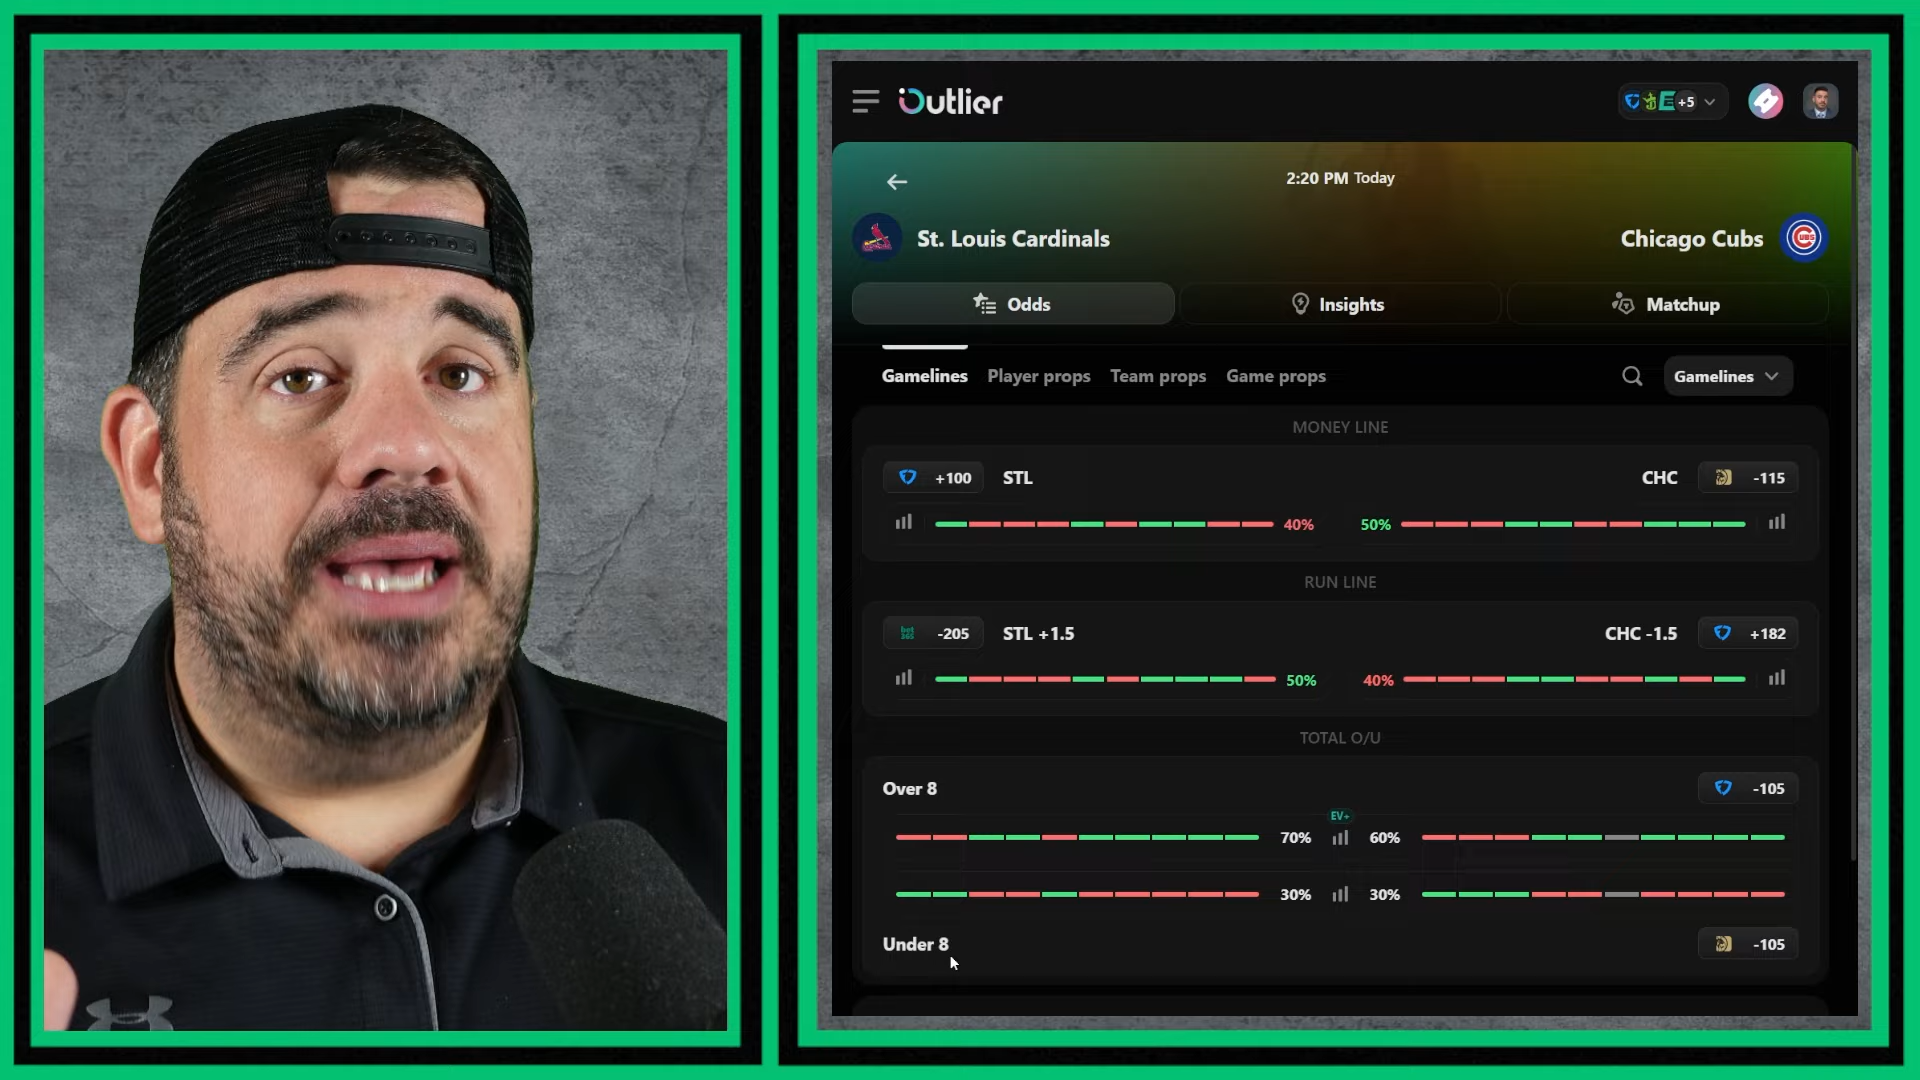 Outlier
+5
2:20 PM Today
St. Louis Cardinals
Chicago Cubs
CUBS
Odds
Insights
Matchup
Gamelines
Player props
Team props
Game props
Gamelines
MONEY LINE
+100 STL
CHC -115
40% 50%
RUN LINE
bet365 -205 STL +1.5
CHC -1.5 +182
50% 40%
TOTAL O/U
Over 8 -105
EV+
70% 60%
30% 30%
Under 8 -105